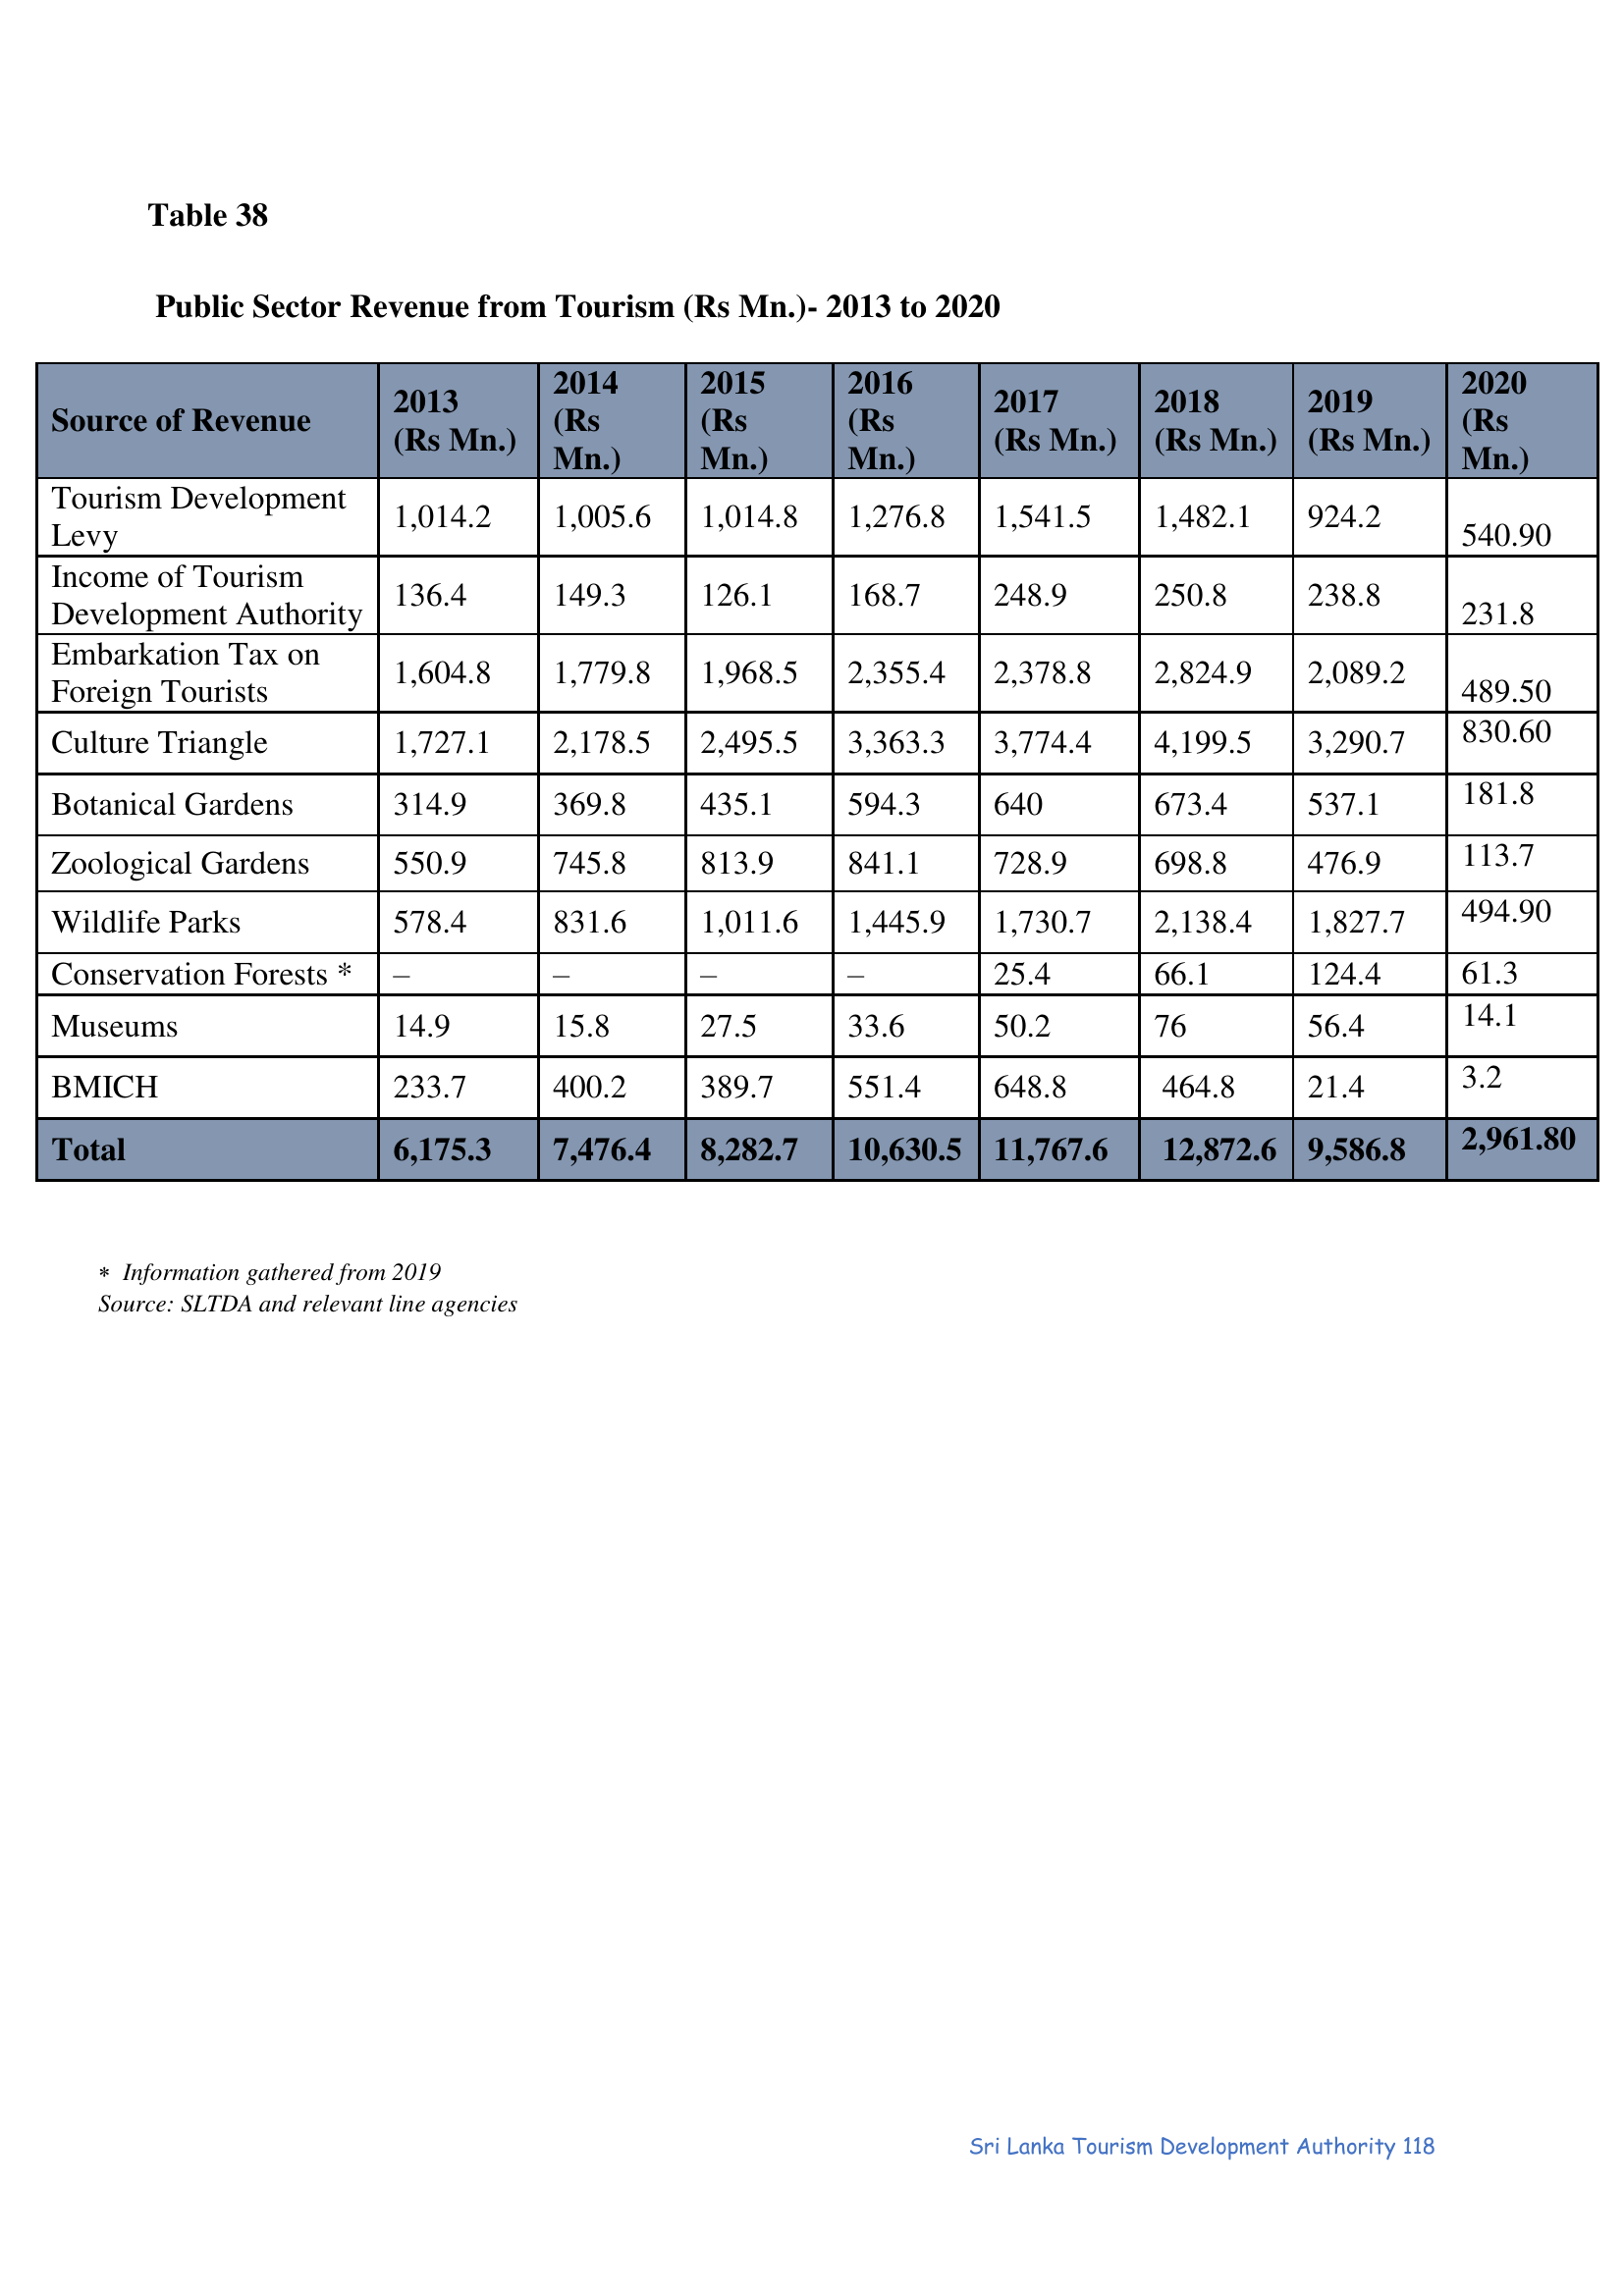 Table 38
Public Sector Revenue from Tourism (Rs Mn.)- 2013 to 2020
Source of Revenue 2013 (Rs Mn.) 2014 (Rs Mn.) 2015 (Rs Mn.) 2016 (Rs Mn.) 2017 (Rs Mn.) 2018 (Rs Mn.) 2019 (Rs Mn.) 2020 (Rs Mn.)
Tourism Development Levy 1,014.2 1,005.6 1,014.8 1,276.8 1,541.5 1,482.1 924.2 540.90
Income of Tourism Development Authority 136.4 149.3 126.1 168.7 248.9 250.8 238.8 231.8
Embarkation Tax on Foreign Tourists 1,604.8 1,779.8 1,968.5 2,355.4 2,378.8 2,824.9 2,089.2 489.50
Culture Triangle 1,727.1 2,178.5 2,495.5 3,363.3 3,774.4 4,199.5 3,290.7 830.60
Botanical Gardens 314.9 369.8 435.1 594.3 640 673.4 537.1 181.8
Zoological Gardens 550.9 745.8 813.9 841.1 728.9 698.8 476.9 113.7
Wildlife Parks 578.4 831.6 1,011.6 1,445.9 1,730.7 2,138.4 1,827.7 494.90
Conservation Forests * – – – – 25.4 66.1 124.4 61.3
Museums 14.9 15.8 27.5 33.6 50.2 76 56.4 14.1
BMICH 233.7 400.2 389.7 551.4 648.8 464.8 21.4 3.2
Total 6,175.3 7,476.4 8,282.7 10,630.5 11,767.6 12,872.6 9,586.8 2,961.80
* Information gathered from 2019
Source: SLTDA and relevant line agencies
Sri Lanka Tourism Development Authority 118